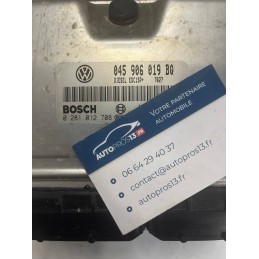 045 906 019 BQ
DIESEL EDC15P+
7027
BOSCH
0 281 012 708
VOTRE PARTENAIRE
AUTOMOBILE
AUTOPROS13.FR
06 64 29 40 37
contact@autopros13.fr
autopros13.fr